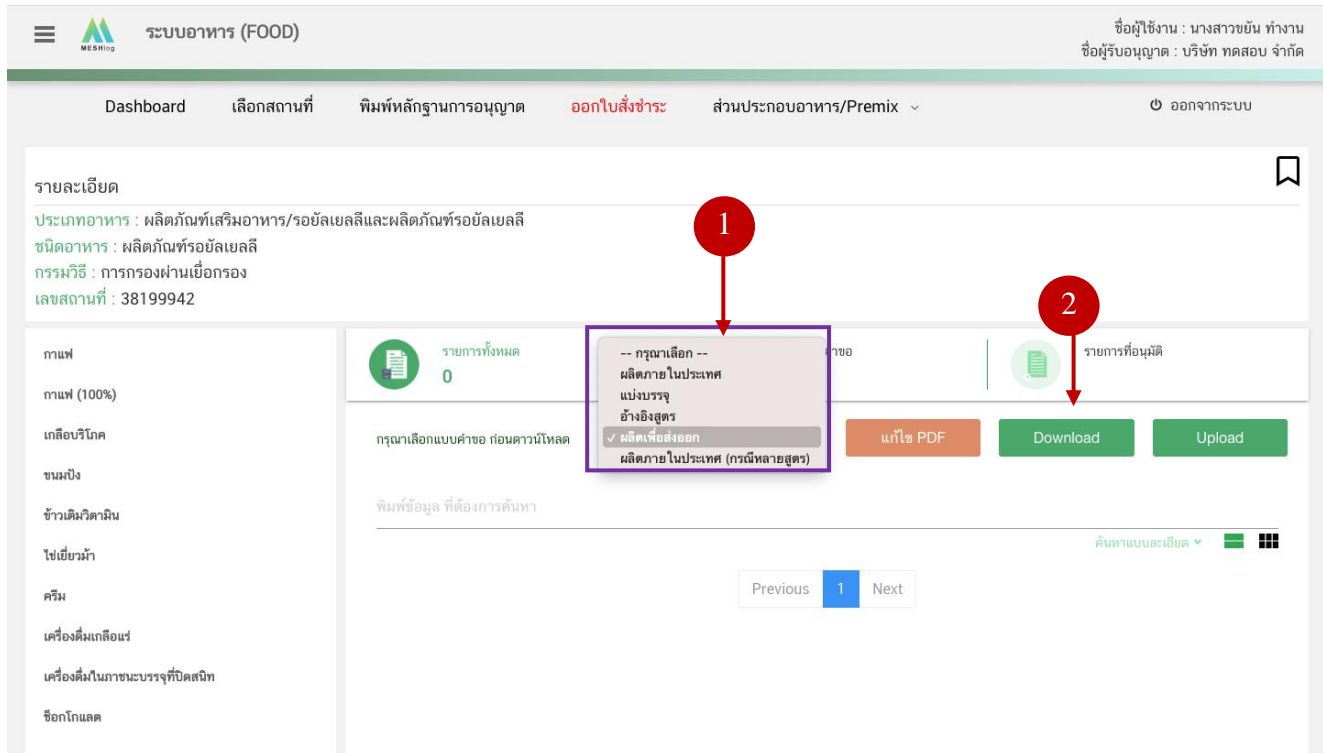 MESHlog
ระบบอาหาร (FOOD)
ชื่อผู้ใช้งาน : นางสาวขยัน ทำงาน
ชื่อผู้รับอนุญาต : บริษัท ทดสอบ จำกัด
Dashboard เลือกสถานที่ พิมพ์หลักฐานการอนุญาต ออกใบสั่งชำระ ส่วนประกอบอาหาร/Premix ออกจากระบบ
รายละเอียด
ประเภทอาหาร : ผลิตภัณฑ์เสริมอาหาร/รอยัลเยลลีและผลิตภัณฑ์รอยัลเยลลี
ชนิดอาหาร : ผลิตภัณฑ์รอยัลเยลลี
กรรมวิธี : การกรองผ่านเยื่อกรอง
เลขสถานที่ : 38199942
1
2
กาแฟ
กาแฟ (100%)
เกลือบริโภค
ขนมปัง
ข้าวเติมวิตามิน
ไข่เยี่ยวม้า
ครีม
เครื่องดื่มเกลือแร่
เครื่องดื่มในภาชนะบรรจุที่ปิดสนิท
ช็อกโกแลต
รายการทั้งหมด
0
-- กรุณาเลือก --
ผลิตภายในประเทศ
แบ่งบรรจุ
อ้างอิงสูตร
✓ ผลิตเพื่อส่งออก
ผลิตภายในประเทศ (กรณีหลายสูตร)
รายการที่อนุมัติ
กรุณาเลือกแบบคำขอ ก่อนดาวน์โหลด
แก้ไข PDF Download Upload
พิมพ์ข้อมูล ที่ต้องการค้นหา
ค้นหาแบบละเอียด
Previous 1 Next